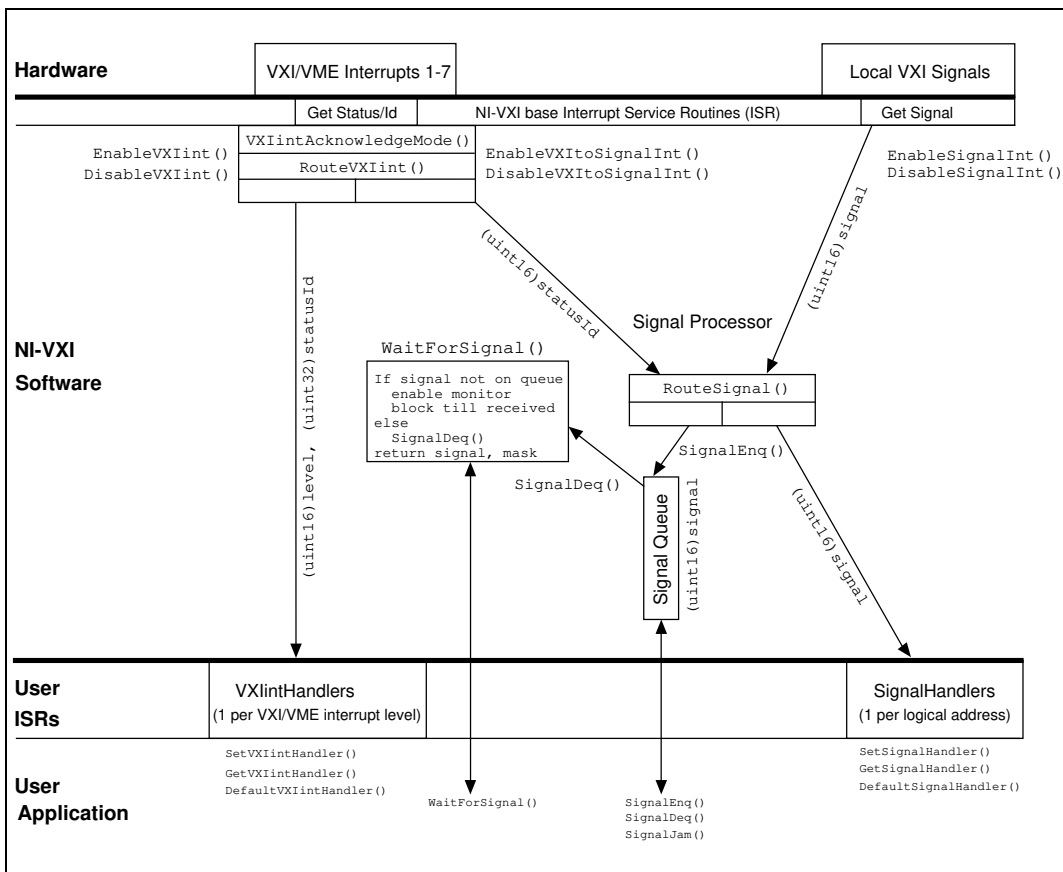 Hardware
VXI/VME Interrupts 1-7
Local VXI Signals
Get Status/Id
NI-VXI base Interrupt Service Routines (ISR)
Get Signal
VXIintAcknowledgeMode()
RouteVXIint()
EnableVXIint()
DisableVXIint()
EnableVXItoSignalInt()
DisableVXItoSignalInt()
EnableSignalInt()
DisableSignalInt()
(uint16)level, (uint32)statusId
(uint16)statusId
(uint16)signal
NI-VXI
Software
Signal Processor
RouteSignal()
WaitForSignal()
If signal not on queue
enable monitor
block till received
else
SignalDeq()
return signal, mask
SignalEnq()
SignalDeq()
Signal Queue
(uint16)signal
(uint16)signal
User
ISRs
VXIintHandlers
(1 per VXI/VME interrupt level)
SignalHandlers
(1 per logical address)
User
Application
SetVXIintHandler()
GetVXIintHandler()
DefaultVXIintHandler()
WaitForSignal()
SignalEnq()
SignalDeq()
SignalJam()
SetSignalHandler()
GetSignalHandler()
DefaultSignalHandler()